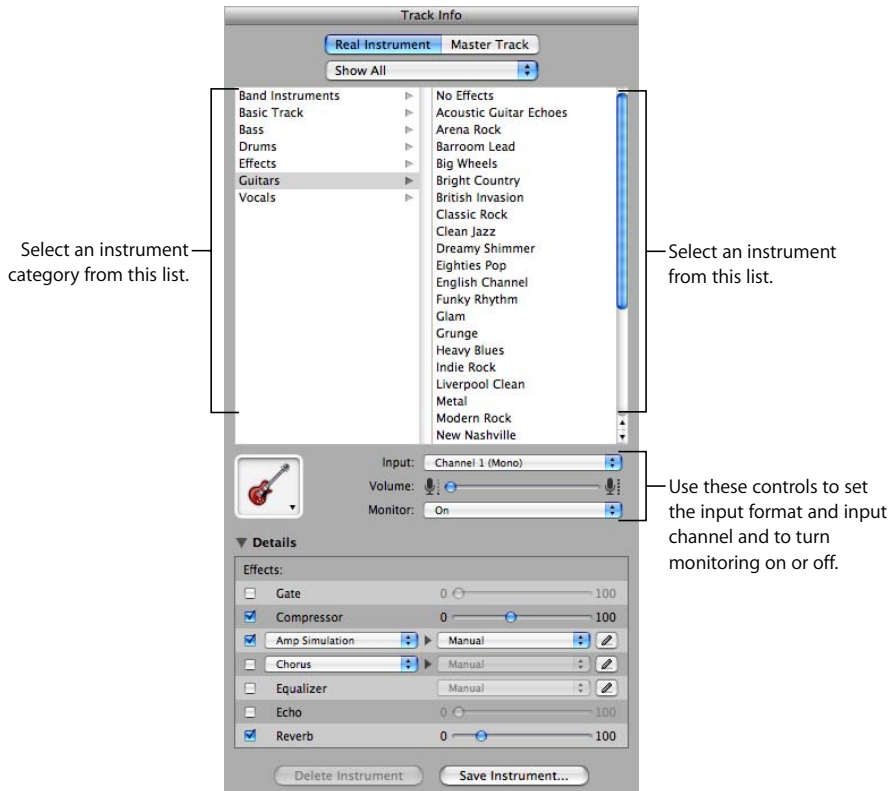 Track Info
Real Instrument Master Track
Show All
Band Instruments
Basic Track
Bass
Drums
Effects
Guitars
Vocals
No Effects
Acoustic Guitar Echoes
Arena Rock
Barroom Lead
Big Wheels
Bright Country
British Invasion
Classic Rock
Clean Jazz
Dreamy Shimmer
Eighties Pop
English Channel
Funky Rhythm
Glam
Grunge
Heavy Blues
Indie Rock
Liverpool Clean
Metal
Modern Rock
New Nashville
Select an instrument
category from this list.
Select an instrument
from this list.
Input: Channel 1 (Mono)
Volume:
Monitor: On
Use these controls to set
the input format and input
channel and to turn
monitoring on or off.
Details
Effects:
Gate 0 100
Compressor 0 100
Amp Simulation Manual
Chorus Manual
Equalizer Manual
Echo 0 100
Reverb 0 100
Delete Instrument Save Instrument...